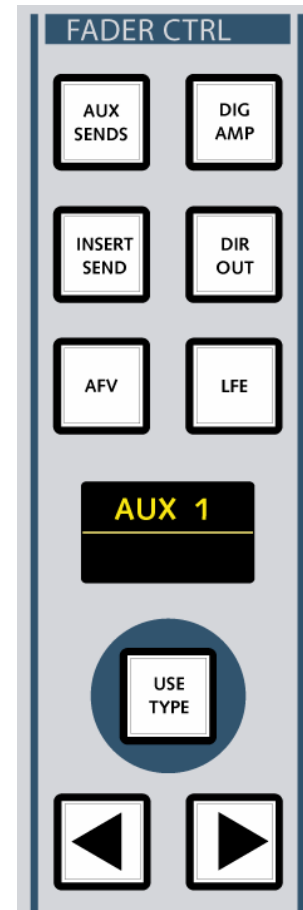 FADER CTRL
AUX
SENDS
DIG
AMP
INSERT
SEND
DIR
OUT
AFV
LFE
AUX 1
USE
TYPE